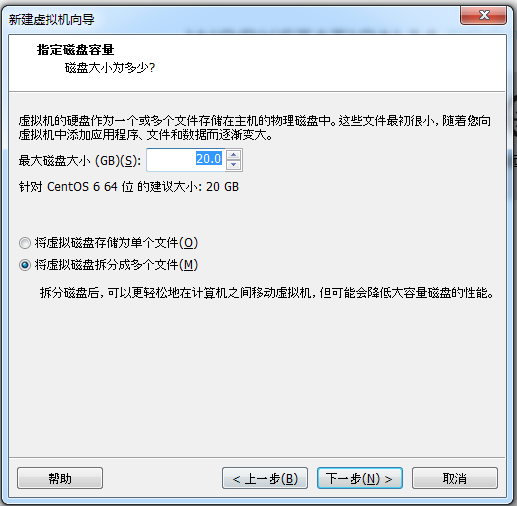 新建虚拟机向导
指定磁盘容量
磁盘大小为多少?
虚拟机的硬盘作为一个或多个文件存储在主机的物理磁盘中。这些文件最初很小，随着您向
虚拟机中添加应用程序、文件和数据而逐渐变大。
最大磁盘大小 (GB)(S): 20.0
针对 CentOS 6 64 位 的建议大小: 20 GB
将虚拟磁盘存储为单个文件(O)
将虚拟磁盘拆分成多个文件(M)
拆分磁盘后，可以更轻松地在计算机之间移动虚拟机，但可能会降低大容量磁盘的性能。
帮助 < 上一步(B) 下一步(N) > 取消